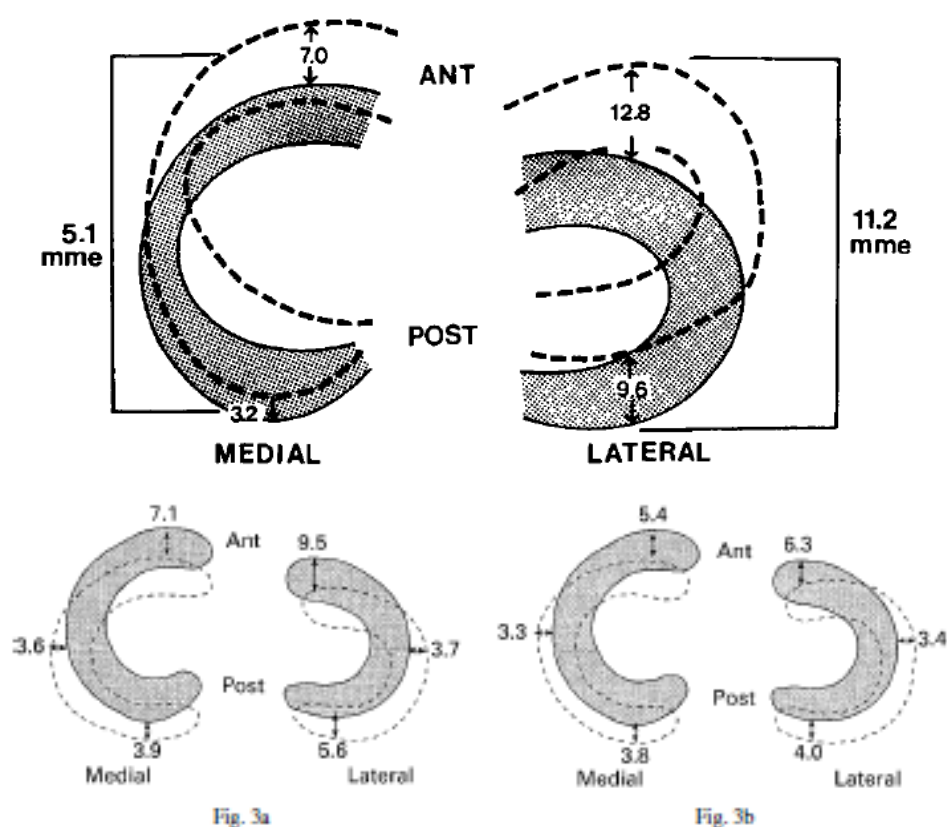 7.0
ANT
12.8
5.1
mme
11.2
mme
POST
3.2
9.6
MEDIAL
LATERAL
7.1
Ant
9.5
3.6
3.7
Post
3.9
5.6
Medial
Lateral
Fig. 3a
5.4
Ant
6.3
3.3
3.4
Post
3.8
4.0
Medial
Lateral
Fig. 3b